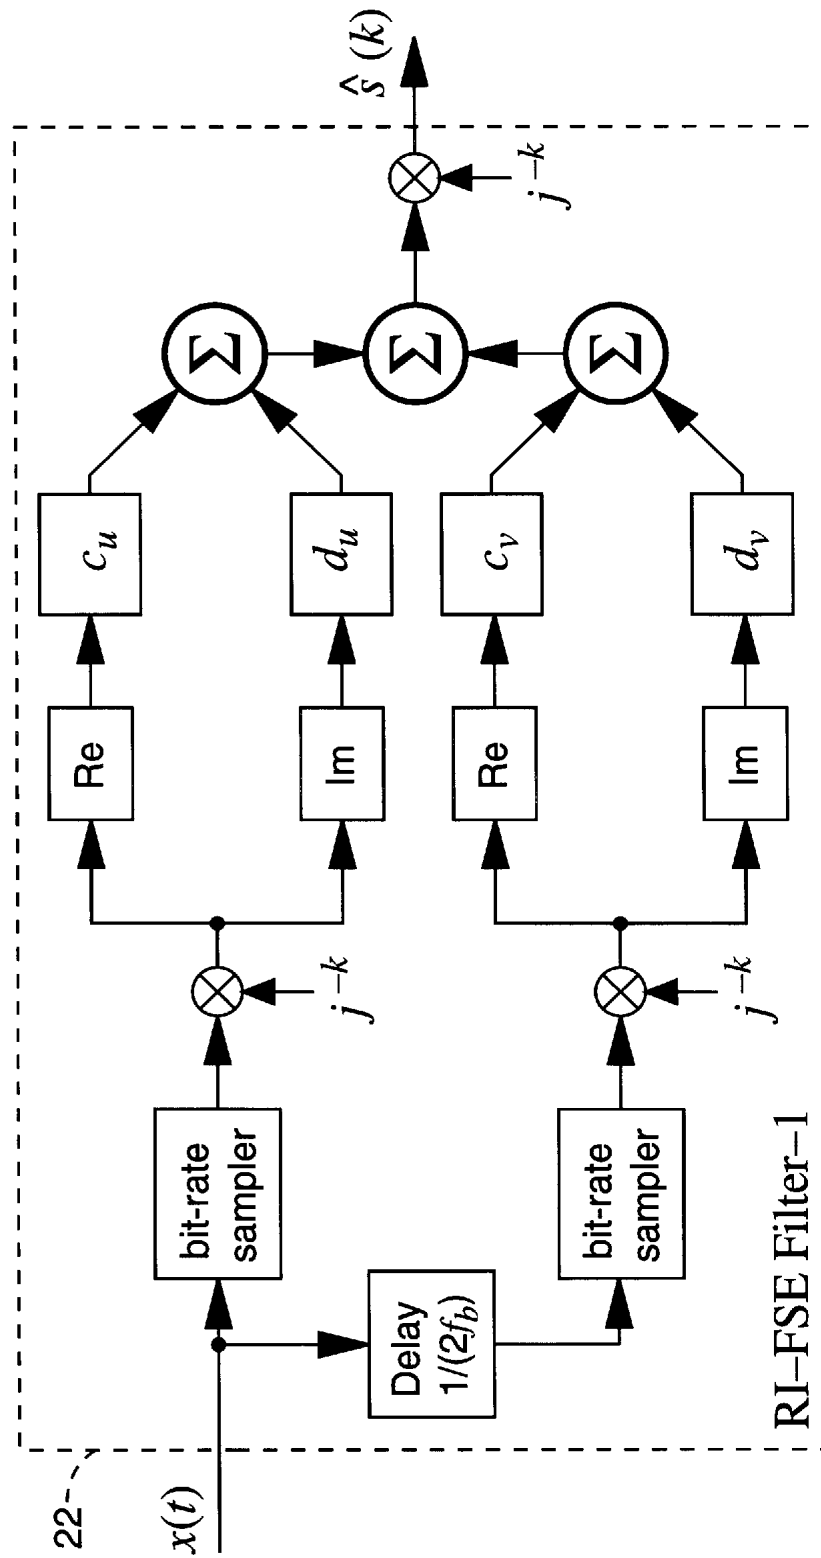 22
x(t)
bit-rate
sampler
j⁻ᵏ
Re
c_u
Im
d_u
Σ
Delay
1/(2f_b)
Σ
j⁻ᵏ
ŝ (k)
bit-rate
sampler
j⁻ᵏ
Re
c_v
Im
d_v
Σ
RI–FSE Filter–1